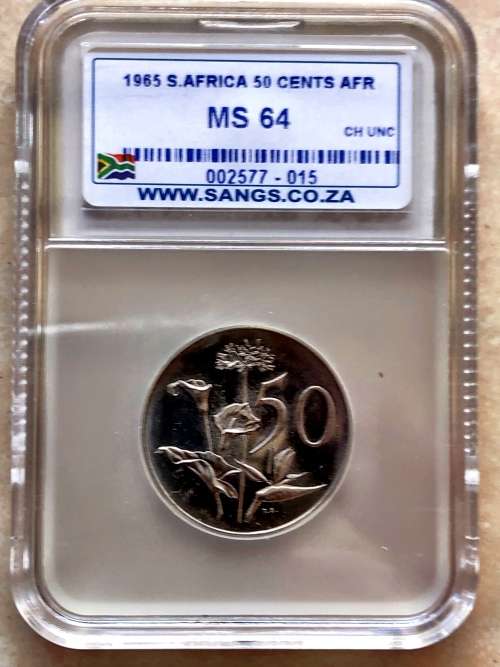 1965 S.AFRICA 50 CENTS AFR
MS 64
CH UNC
002577 - 015
WWW.SANGS.CO.ZA
50